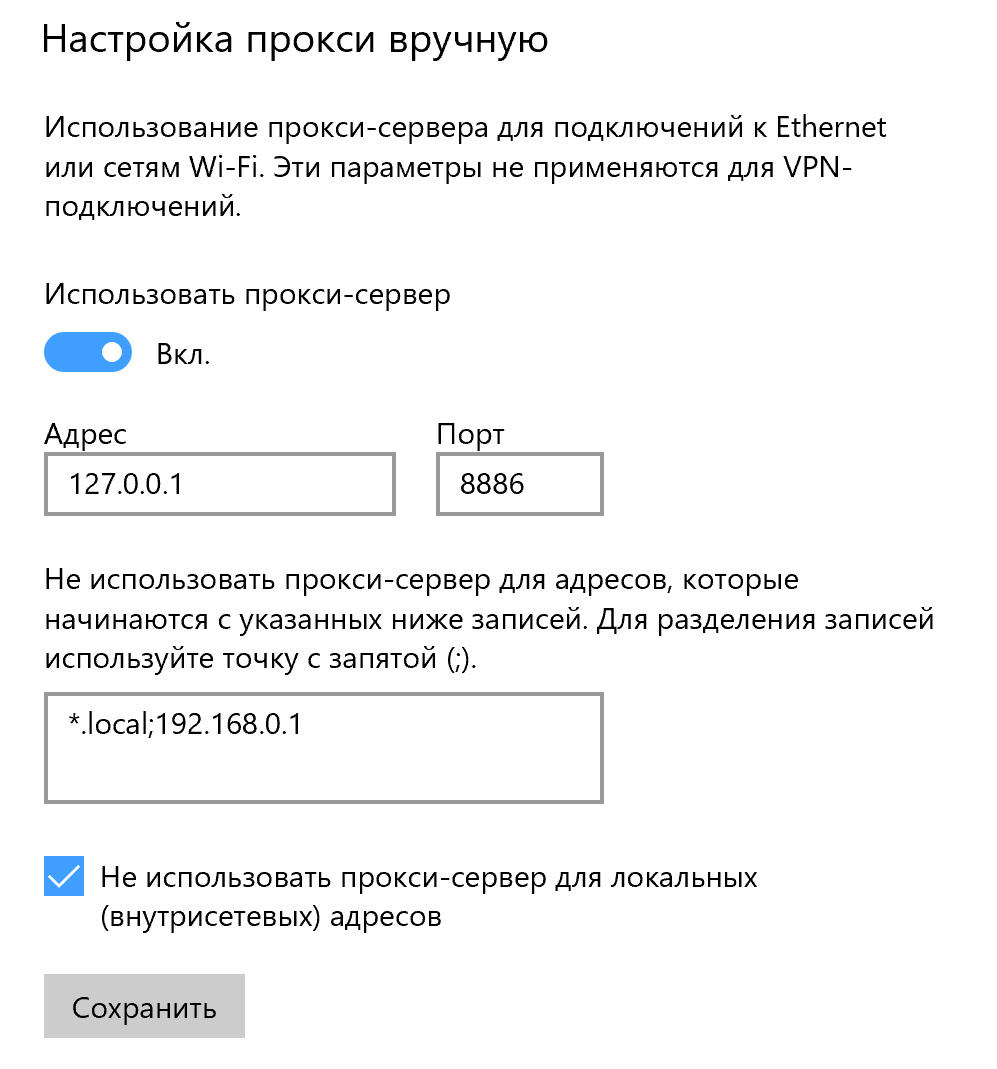 Настройка прокси вручную
Использование прокси-сервера для подключений к Ethernet
или сетям Wi-Fi. Эти параметры не применяются для VPN-
подключений.
Использовать прокси-сервер
Вкл.
Адрес Порт
127.0.0.1 8886
Не использовать прокси-сервер для адресов, которые
начинаются с указанных ниже записей. Для разделения записей
используйте точку с запятой (;).
*.local;192.168.0.1
Не использовать прокси-сервер для локальных
(внутрисетевых) адресов
Сохранить